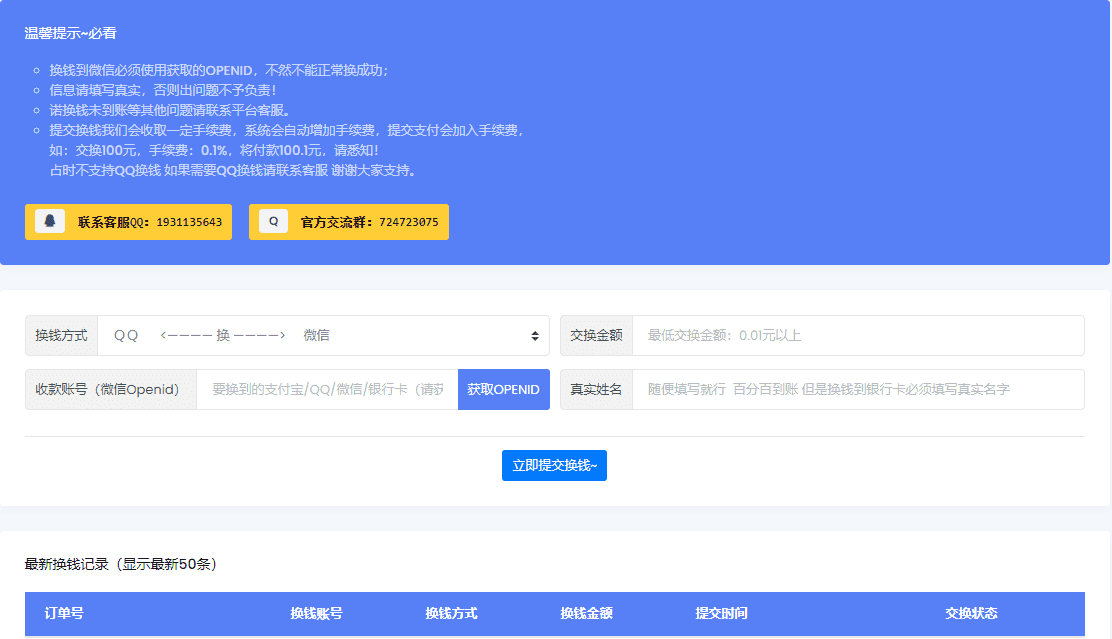 温馨提示~必看
换钱到微信必须使用获取的OPENID，不然不能正常换成功；
信息请填写真实，否则出问题不予负责！
诺换钱未到账等其他问题请联系平台客服。
提交换钱我们会收取一定手续费，系统会自动增加手续费，提交支付会加入手续费，
如：交换100元，手续费：0.1%，将付款100.1元，请悉知！
占时不支持QQ换钱 如果需要QQ换钱请联系客服 谢谢大家支持。
联系客服QQ：1931135643
Q 官方交流群：724723075
换钱方式 QQ <———— 换 ————> 微信
交换金额 最低交换金额：0.01元以上
收款账号（微信Openid） 要换到的支付宝/QQ/微信/银行卡（请获 获取OPENID
真实姓名 随便填写就行 百分百到账 但是换钱到银行卡必须填写真实名字
立即提交换钱~
最新换钱记录（显示最新50条）
订单号 换钱账号 换钱方式 换钱金额 提交时间 交换状态